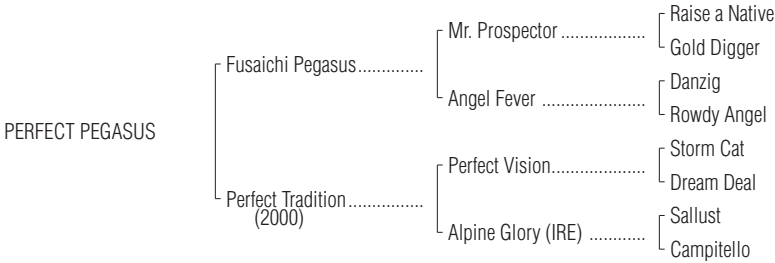 Raise a Native
Mr. Prospector ...................
Gold Digger
Fusaichi Pegasus..............
Danzig
Angel Fever .......................
Rowdy Angel
PERFECT PEGASUS
Storm Cat
Perfect Vision.....................
Dream Deal
Perfect Tradition................
(2000)
Sallust
Alpine Glory (IRE) ............
Campitello